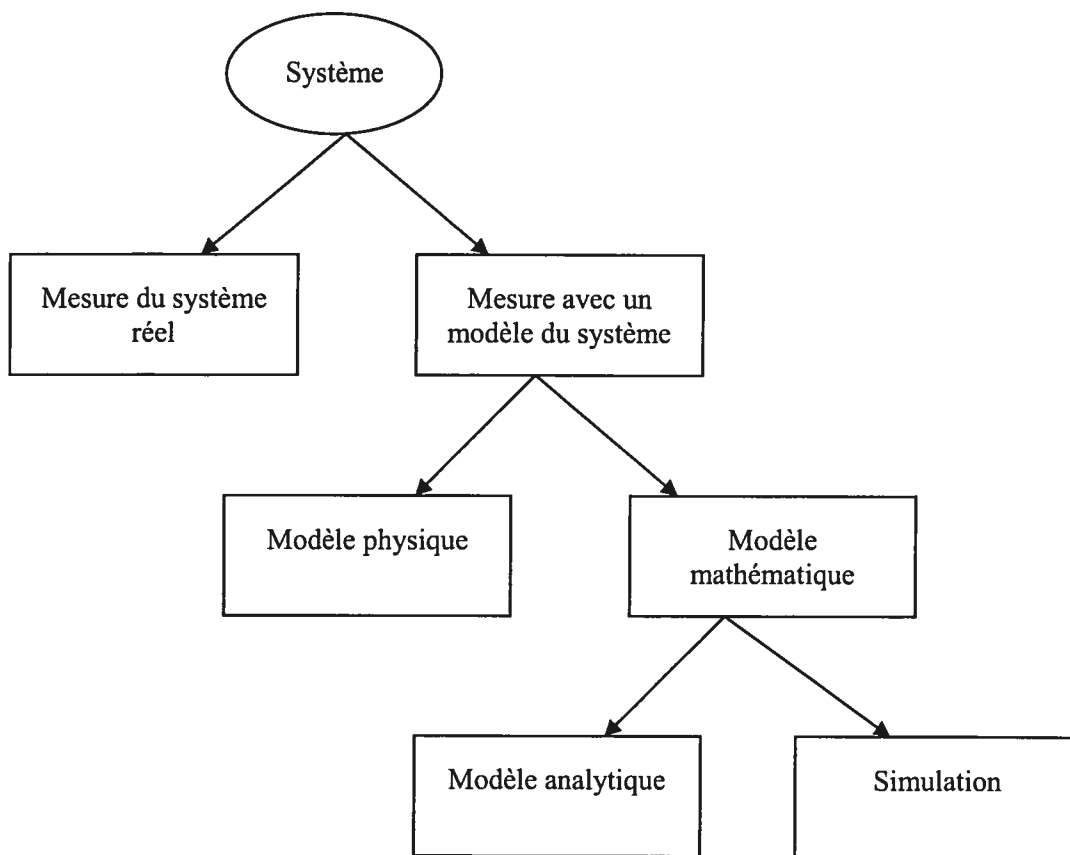 Système
Mesure du système
réel
Mesure avec un
modèle du système
Modèle physique
Modèle
mathématique
Modèle analytique
Simulation